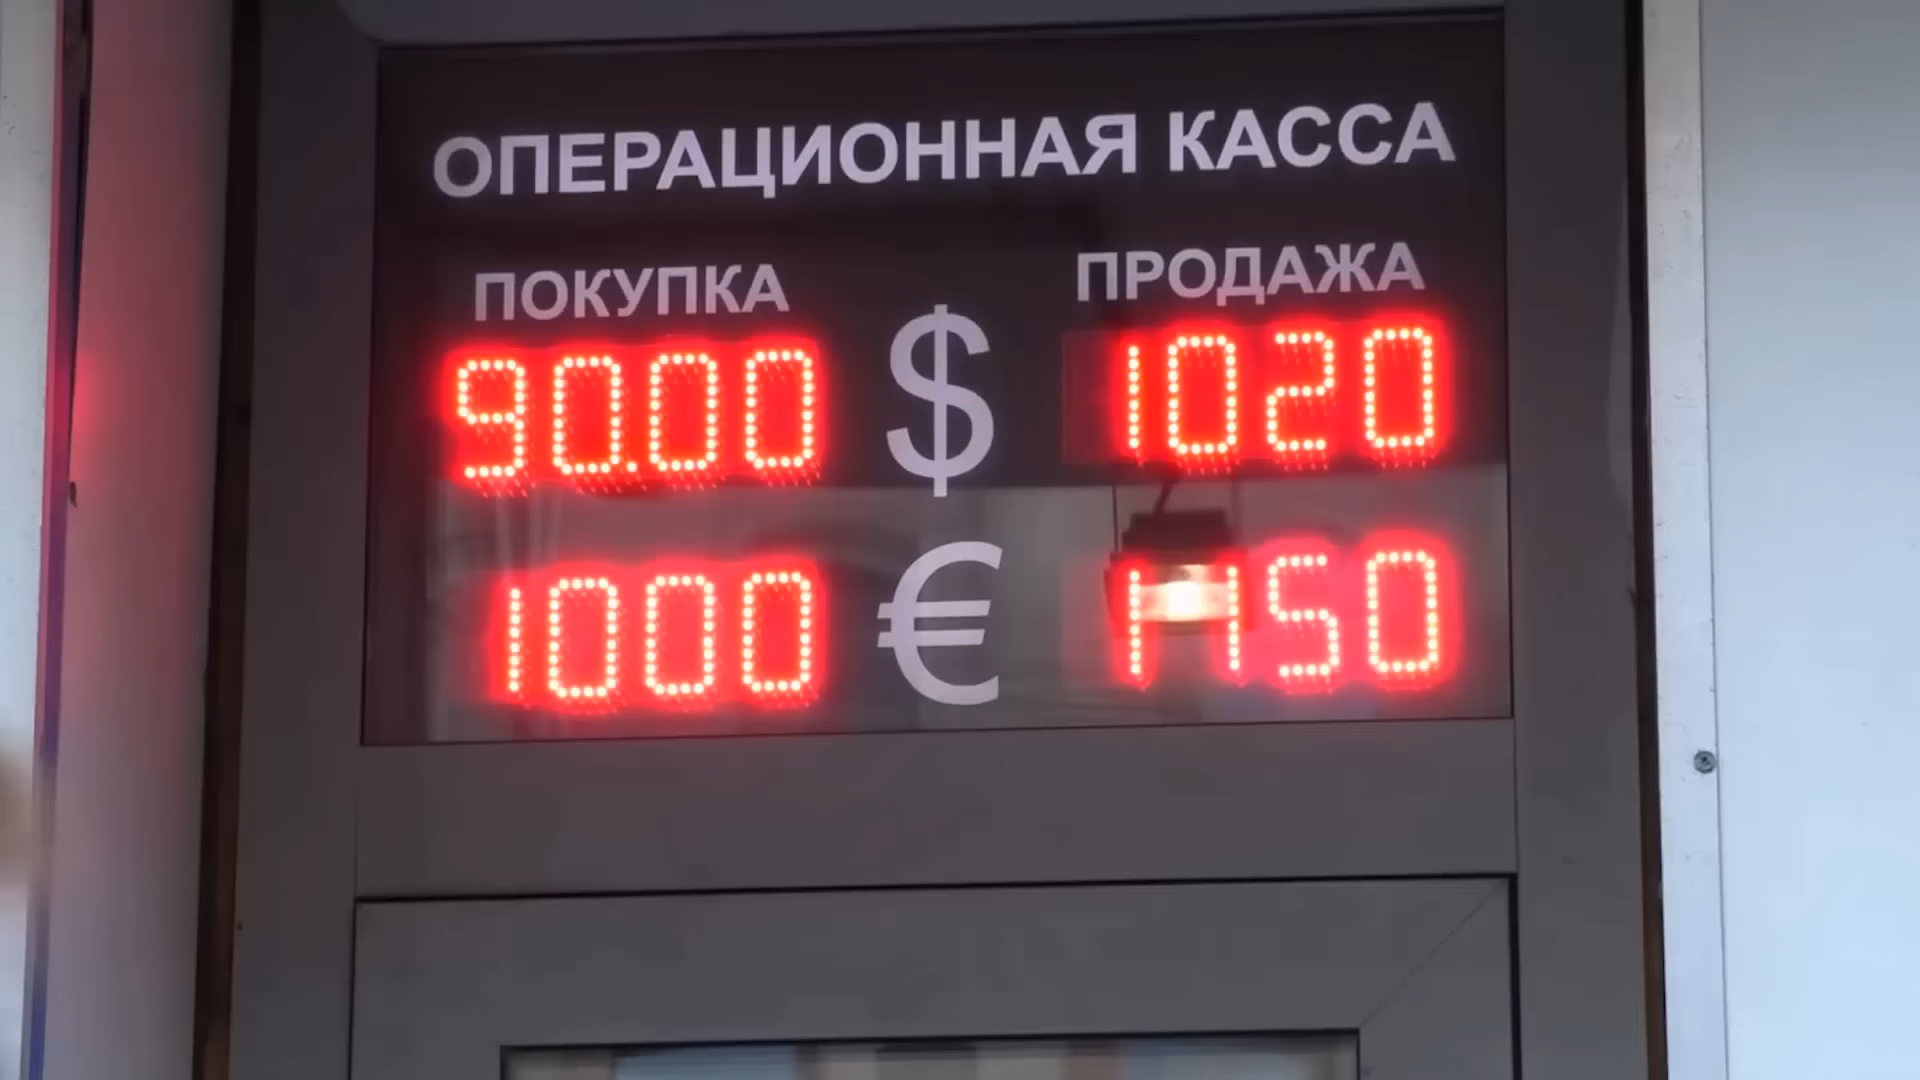 ОПЕРАЦИОННАЯ КАССА
ПОКУПКА ПРОДАЖА
90.00 $ 1020
1000 € 1150